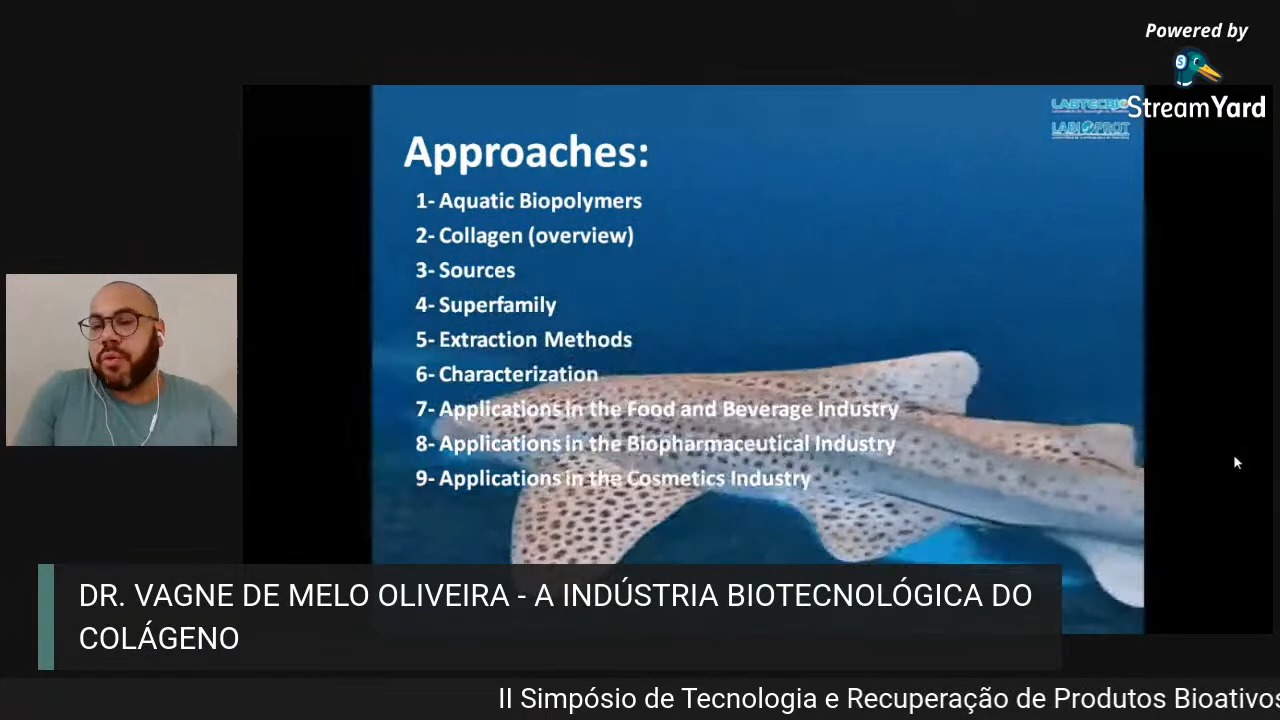 Powered by
StreamYard
LABTECBIO
LABIOPROT
Approaches:
1- Aquatic Biopolymers
2- Collagen (overview)
3- Sources
4- Superfamily
5- Extraction Methods
6- Characterization
7- Applications in the Food and Beverage Industry
8- Applications in the Biopharmaceutical Industry
9- Applications in the Cosmetics Industry
DR. VAGNE DE MELO OLIVEIRA - A INDÚSTRIA BIOTECNOLÓGICA DO
COLÁGENO
II Simpósio de Tecnologia e Recuperação de Produtos Bioativos